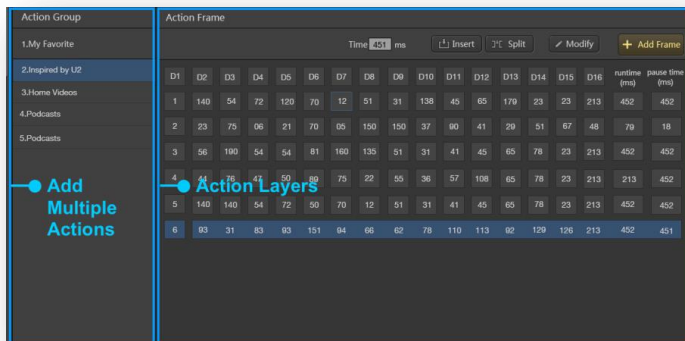 Action Group
Action Frame
1.My Favorite
Time 451 ms
Insert
Split
Modify
+ Add Frame
2.Inspired by U2
3.Home Videos
4.Podcasts
5.Podcasts
D1 D2 D3 D4 D5 D6 D7 D8 D9 D10 D11 D12 D13 D14 D15 D16 runtime (ms) pause time (ms)
1 140 54 72 120 70 12 51 31 138 45 65 179 23 23 213 452 452
2 23 75 06 21 70 05 150 150 37 90 41 29 51 67 48 79 18
3 56 190 54 54 81 160 135 51 31 41 45 65 78 23 213 452 452
4 44 76 47 50 89 75 22 55 36 57 108 65 78 23 213 213 452
Add Multiple Actions
Action Layers
5 140 140 54 72 50 70 12 51 31 41 45 65 78 23 213 452 452
6 93 31 83 93 151 94 66 62 78 110 113 92 129 126 213 452 451